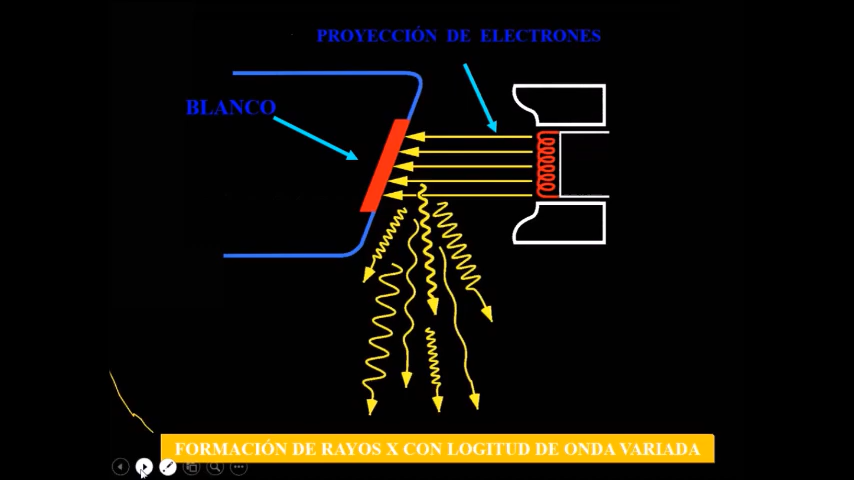 PROYECCIÓN DE ELECTRONES
BLANCO
FORMACIÓN DE RAYOS X CON LOGITUD DE ONDA VARIADA